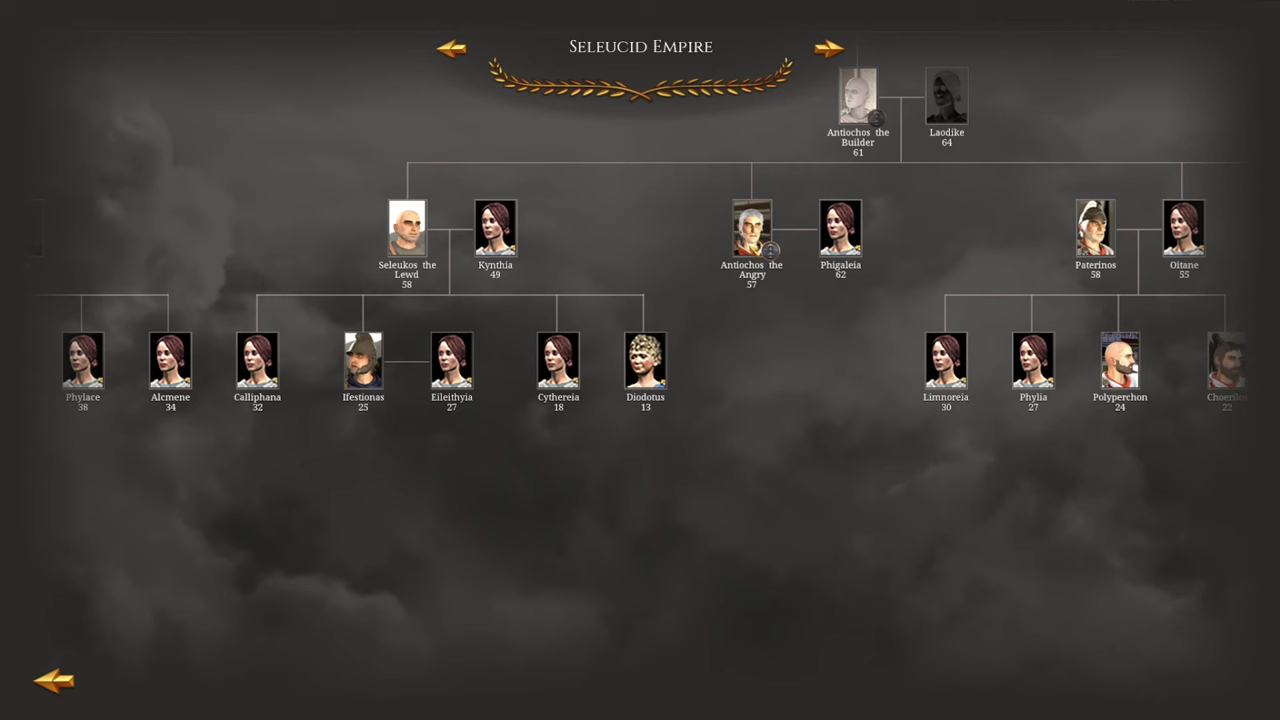 Seleucid Empire
Antiochos the
Builder
61
Laodike
64
Seleukos the
Lewd
58
Kynthia
49
Antiochos the
Angry
57
Phigaleia
62
Paterinos
58
Oitane
55
Phylace
38
Alcmene
34
Calliphana
32
Ifestionas
25
Eileithyia
27
Cythereia
18
Diodotus
13
Limnoreia
30
Phylia
27
Polyperchon
24
Choerilos
22